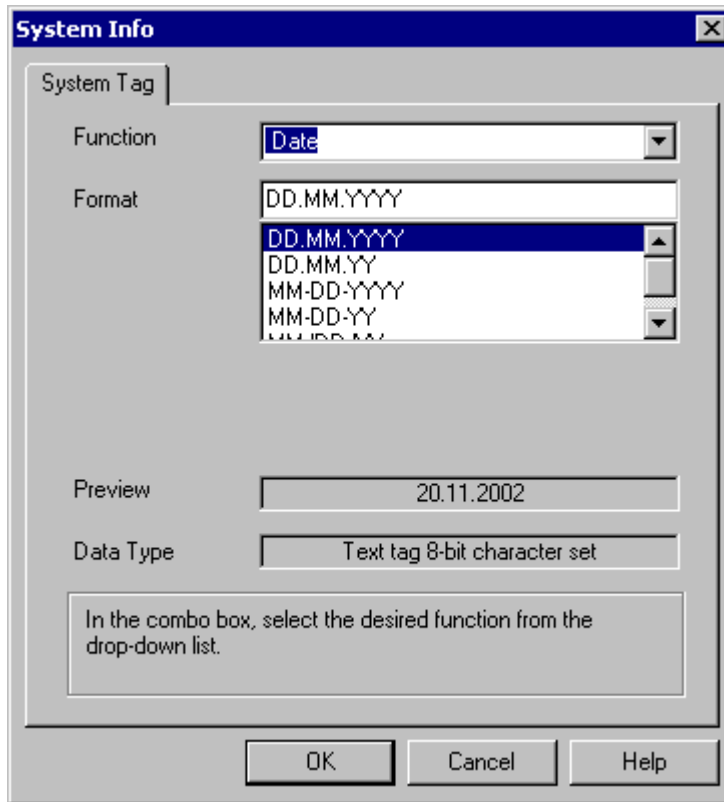 System Info
System Tag
Function
Date
Format
DD.MM.YYYY
DD.MM.YYYY
DD.MM.YY
MM-DD-YYYY
MM-DD-YY
Preview
20.11.2002
Data Type
Text tag 8-bit character set
In the combo box, select the desired function from the
drop-down list.
OK
Cancel
Help